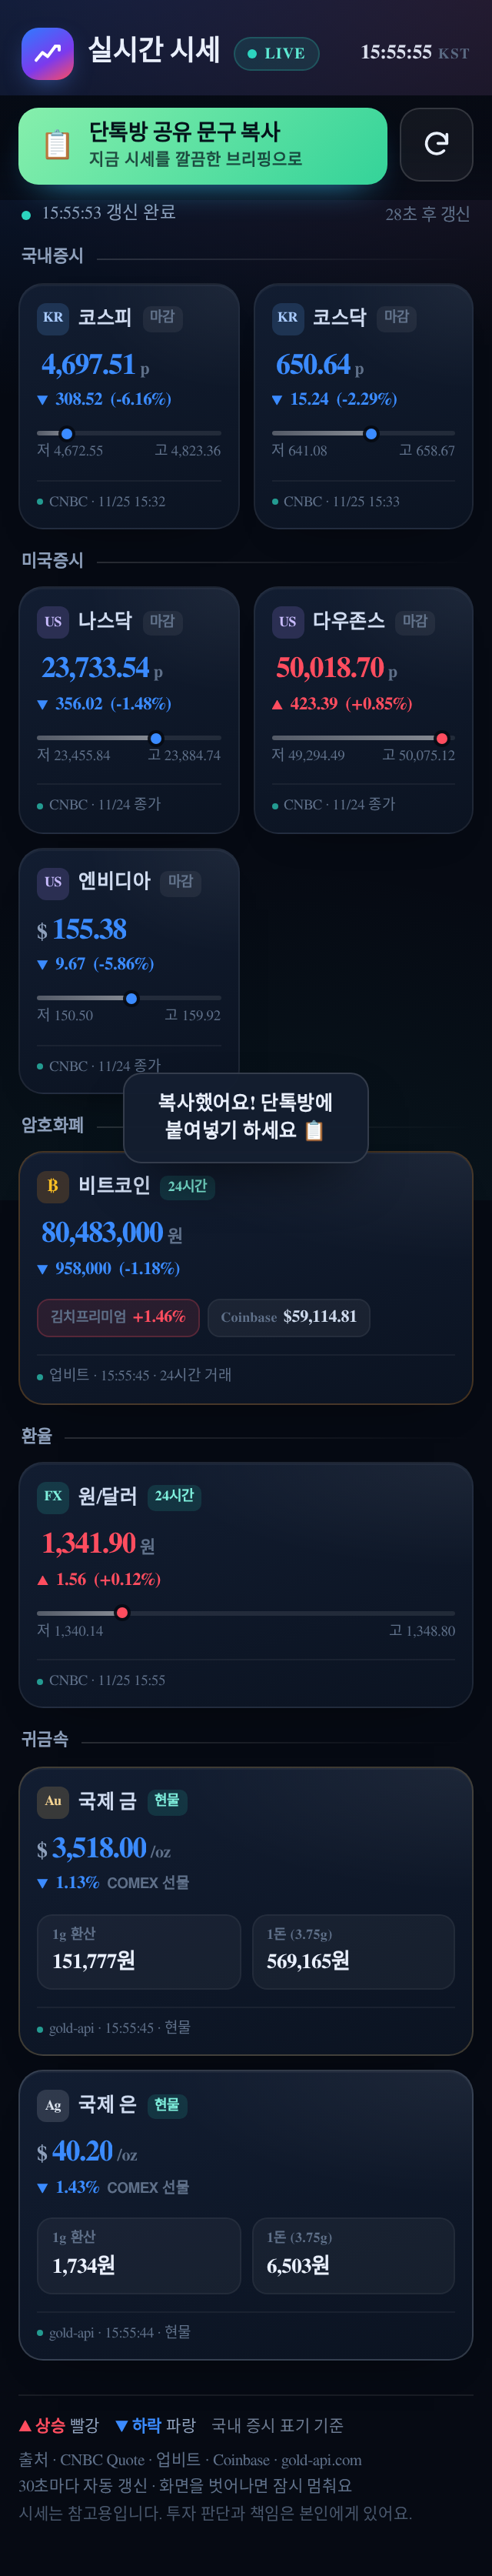 실시간 시세 LIVE 15:55:55 KST
단톡방 공유 문구 복사
지금 시세를 깔끔한 브리핑으로
15:55:53 갱신 완료 28초 후 갱신
국내증시
KR 코스피 마감
4,697.51 p
▼ 308.52 (-6.16%)
저 4,672.55 고 4,823.36
CNBC · 11/25 15:32
KR 코스닥 마감
650.64 p
▼ 15.24 (-2.29%)
저 641.08 고 658.67
CNBC · 11/25 15:33
미국증시
US 나스닥 마감
23,733.54 p
▼ 356.02 (-1.48%)
저 23,455.84 고 23,884.74
CNBC · 11/24 종가
US 다우존스 마감
50,018.70 p
▲ 423.39 (+0.85%)
저 49,294.49 고 50,075.12
CNBC · 11/24 종가
US 엔비디아 마감
$ 155.38
▼ 9.67 (-5.86%)
저 150.50 고 159.92
CNBC · 11/24 종가
복사했어요! 단톡방에
붙여넣기 하세요 📋
암호화폐
₿ 비트코인 24시간
80,483,000 원
▼ 958,000 (-1.18%)
김치프리미엄 +1.46% Coinbase $59,114.81
업비트 · 15:55:45 · 24시간 거래
환율
FX 원/달러 24시간
1,341.90 원
▲ 1.56 (+0.12%)
저 1,340.14 고 1,348.80
CNBC · 11/25 15:55
귀금속
Au 국제 금 현물
$ 3,518.00 /oz
▼ 1.13% COMEX 선물
1g 환산
151,777원
1돈 (3.75g)
569,165원
gold-api · 15:55:45 · 현물
Ag 국제 은 현물
$ 40.20 /oz
▼ 1.43% COMEX 선물
1g 환산
1,734원
1돈 (3.75g)
6,503원
gold-api · 15:55:44 · 현물
▲ 상승 빨강 ▼ 하락 파랑 국내 증시 표기 기준
출처 · CNBC Quote · 업비트 · Coinbase · gold-api.com
30초마다 자동 갱신 · 화면을 벗어나면 잠시 멈춰요
시세는 참고용입니다. 투자 판단과 책임은 본인에게 있어요.